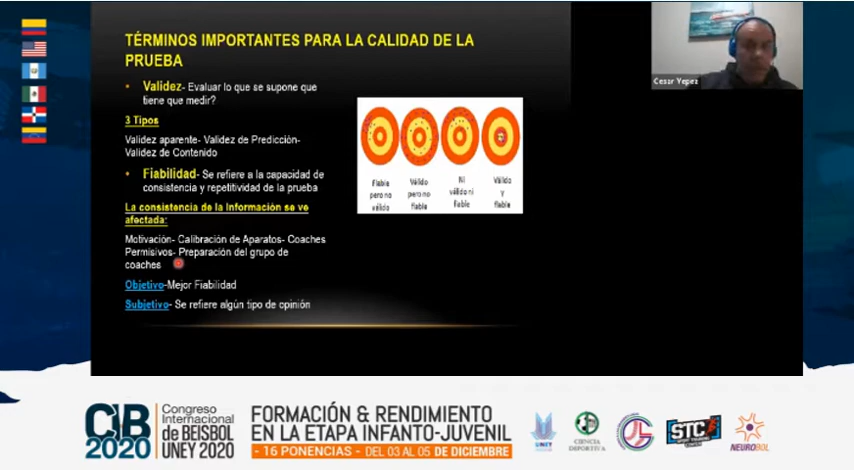 TÉRMINOS IMPORTANTES PARA LA CALIDAD DE LA
PRUEBA
• Validez- Evaluar lo que se supone que
tiene que medir?
3 Tipos
Validez aparente- Validez de Predicción-
Validez de Contenido
• Fiabilidad- Se refiere a la capacidad de
consistencia y repetitividad de la prueba
La consistencia de la Información se ve
afectada:
Motivación- Calibración de Aparatos- Coaches
Permisivos- Preparación del grupo de
coaches
Objetivo-Mejor Fiabilidad
Subjetivo- Se refiere algún tipo de opinión
Fiable
pero no
válido
Válido
pero no
fiable
Ni
válido ni
fiable
Válido
y
fiable
Cesar Yepez
CIB
2020
Congreso
Internacional
de BEISBOL
UNEY 2020
FORMACIÓN & RENDIMIENTO
EN LA ETAPA INFANTO-JUVENIL
- 16 PONENCIAS - DEL 03 AL 05 DE DICIEMBRE
UNEY
CIENCIA
DEPORTIVA
STC
NEUROBOL